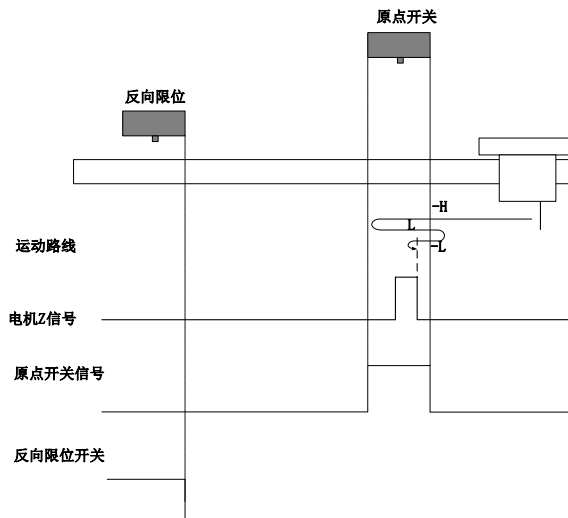 原点开关
反向限位
-H
L
运动路线
-L
电机Z信号
原点开关信号
反向限位开关